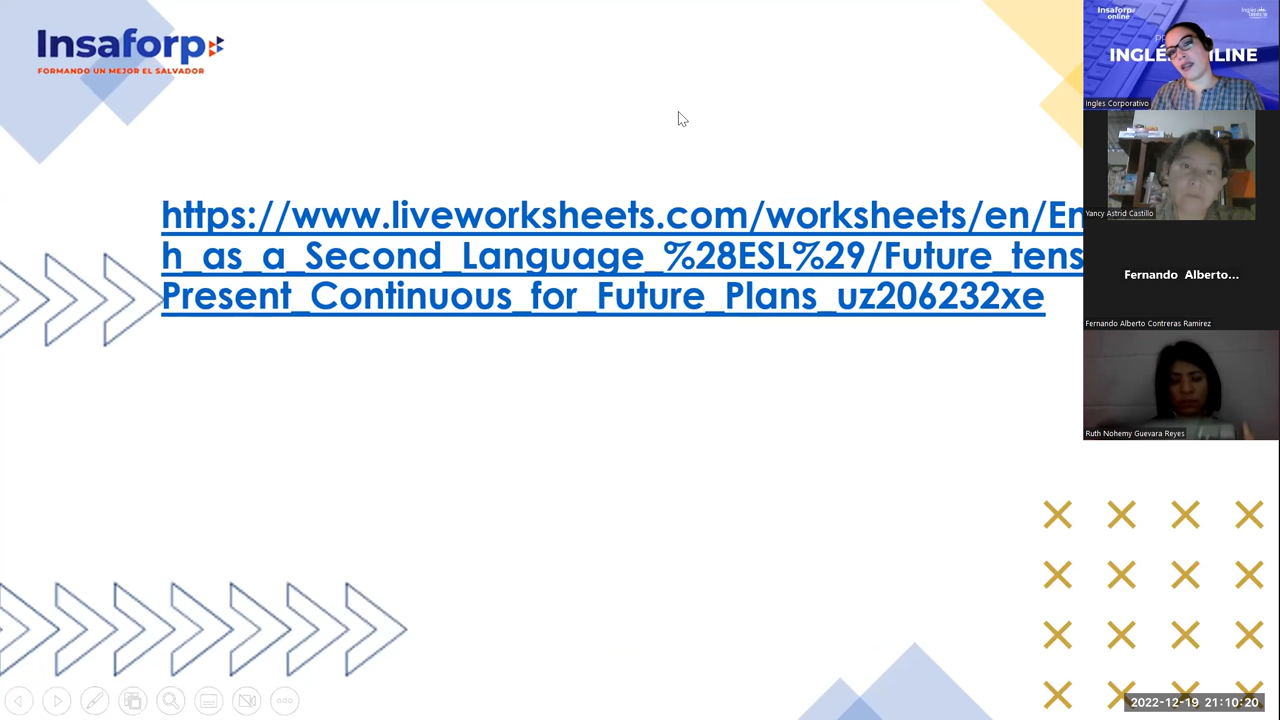 Insaforp
FORMANDO UN MEJOR EL SALVADOR
https://www.liveworksheets.com/worksheets/en/En
h_as_a_Second_Language_%28ESL%29/Future_tens
Present_Continuous_for_Future_Plans_uz206232xe
Insaforp
online
INGLÉS ONLINE
Ingles Corporativo
Yancy Astrid Castillo
Fernando Alberto...
Fernando Alberto Contreras Ramirez
Ruth Nohemy Guevara Reyes
2022-12-19 21:10:20